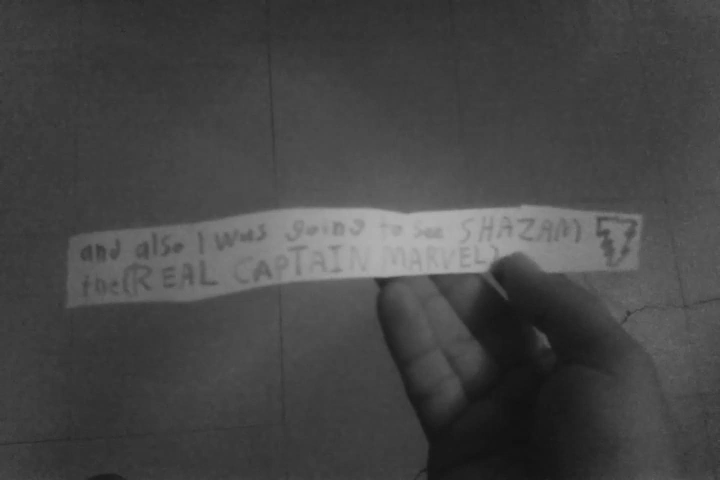 and also I was going to see SHAZAM
the(REAL CAPTAIN MARVEL)